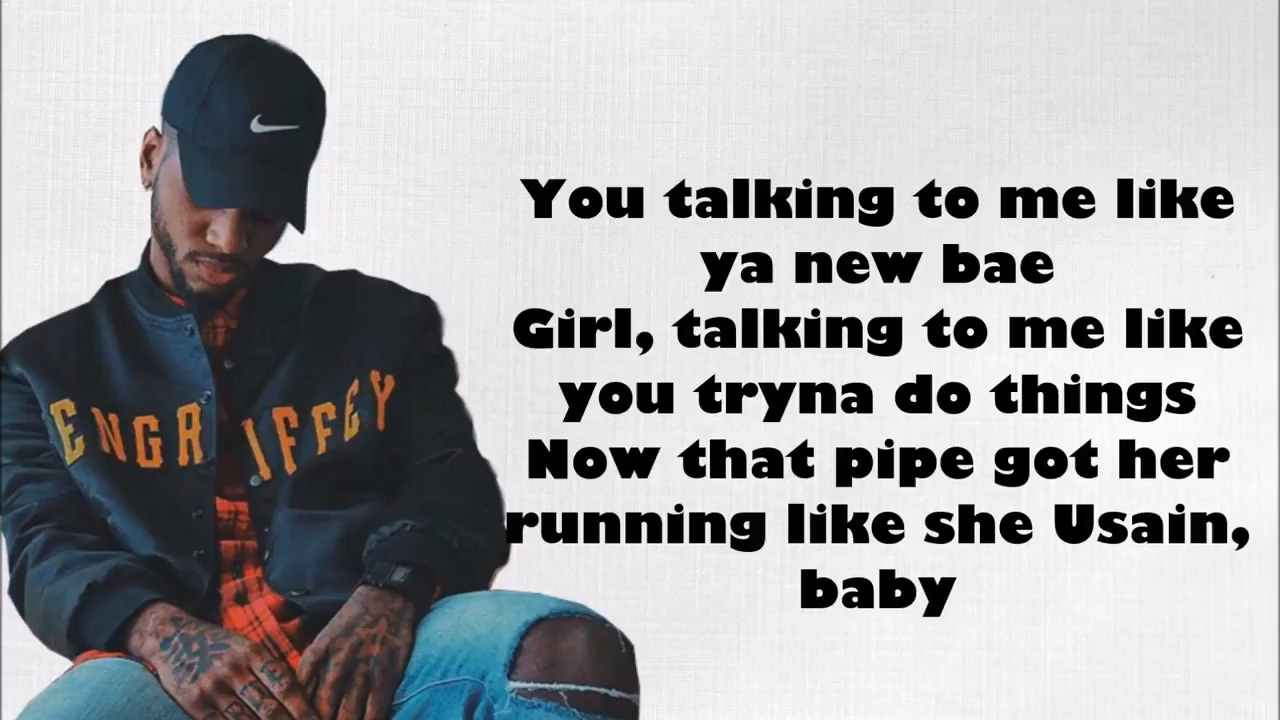 ENGR IFFEY
You talking to me like
ya new bae
Girl, talking to me like
you tryna do things
Now that pipe got her
running like she Usain,
baby